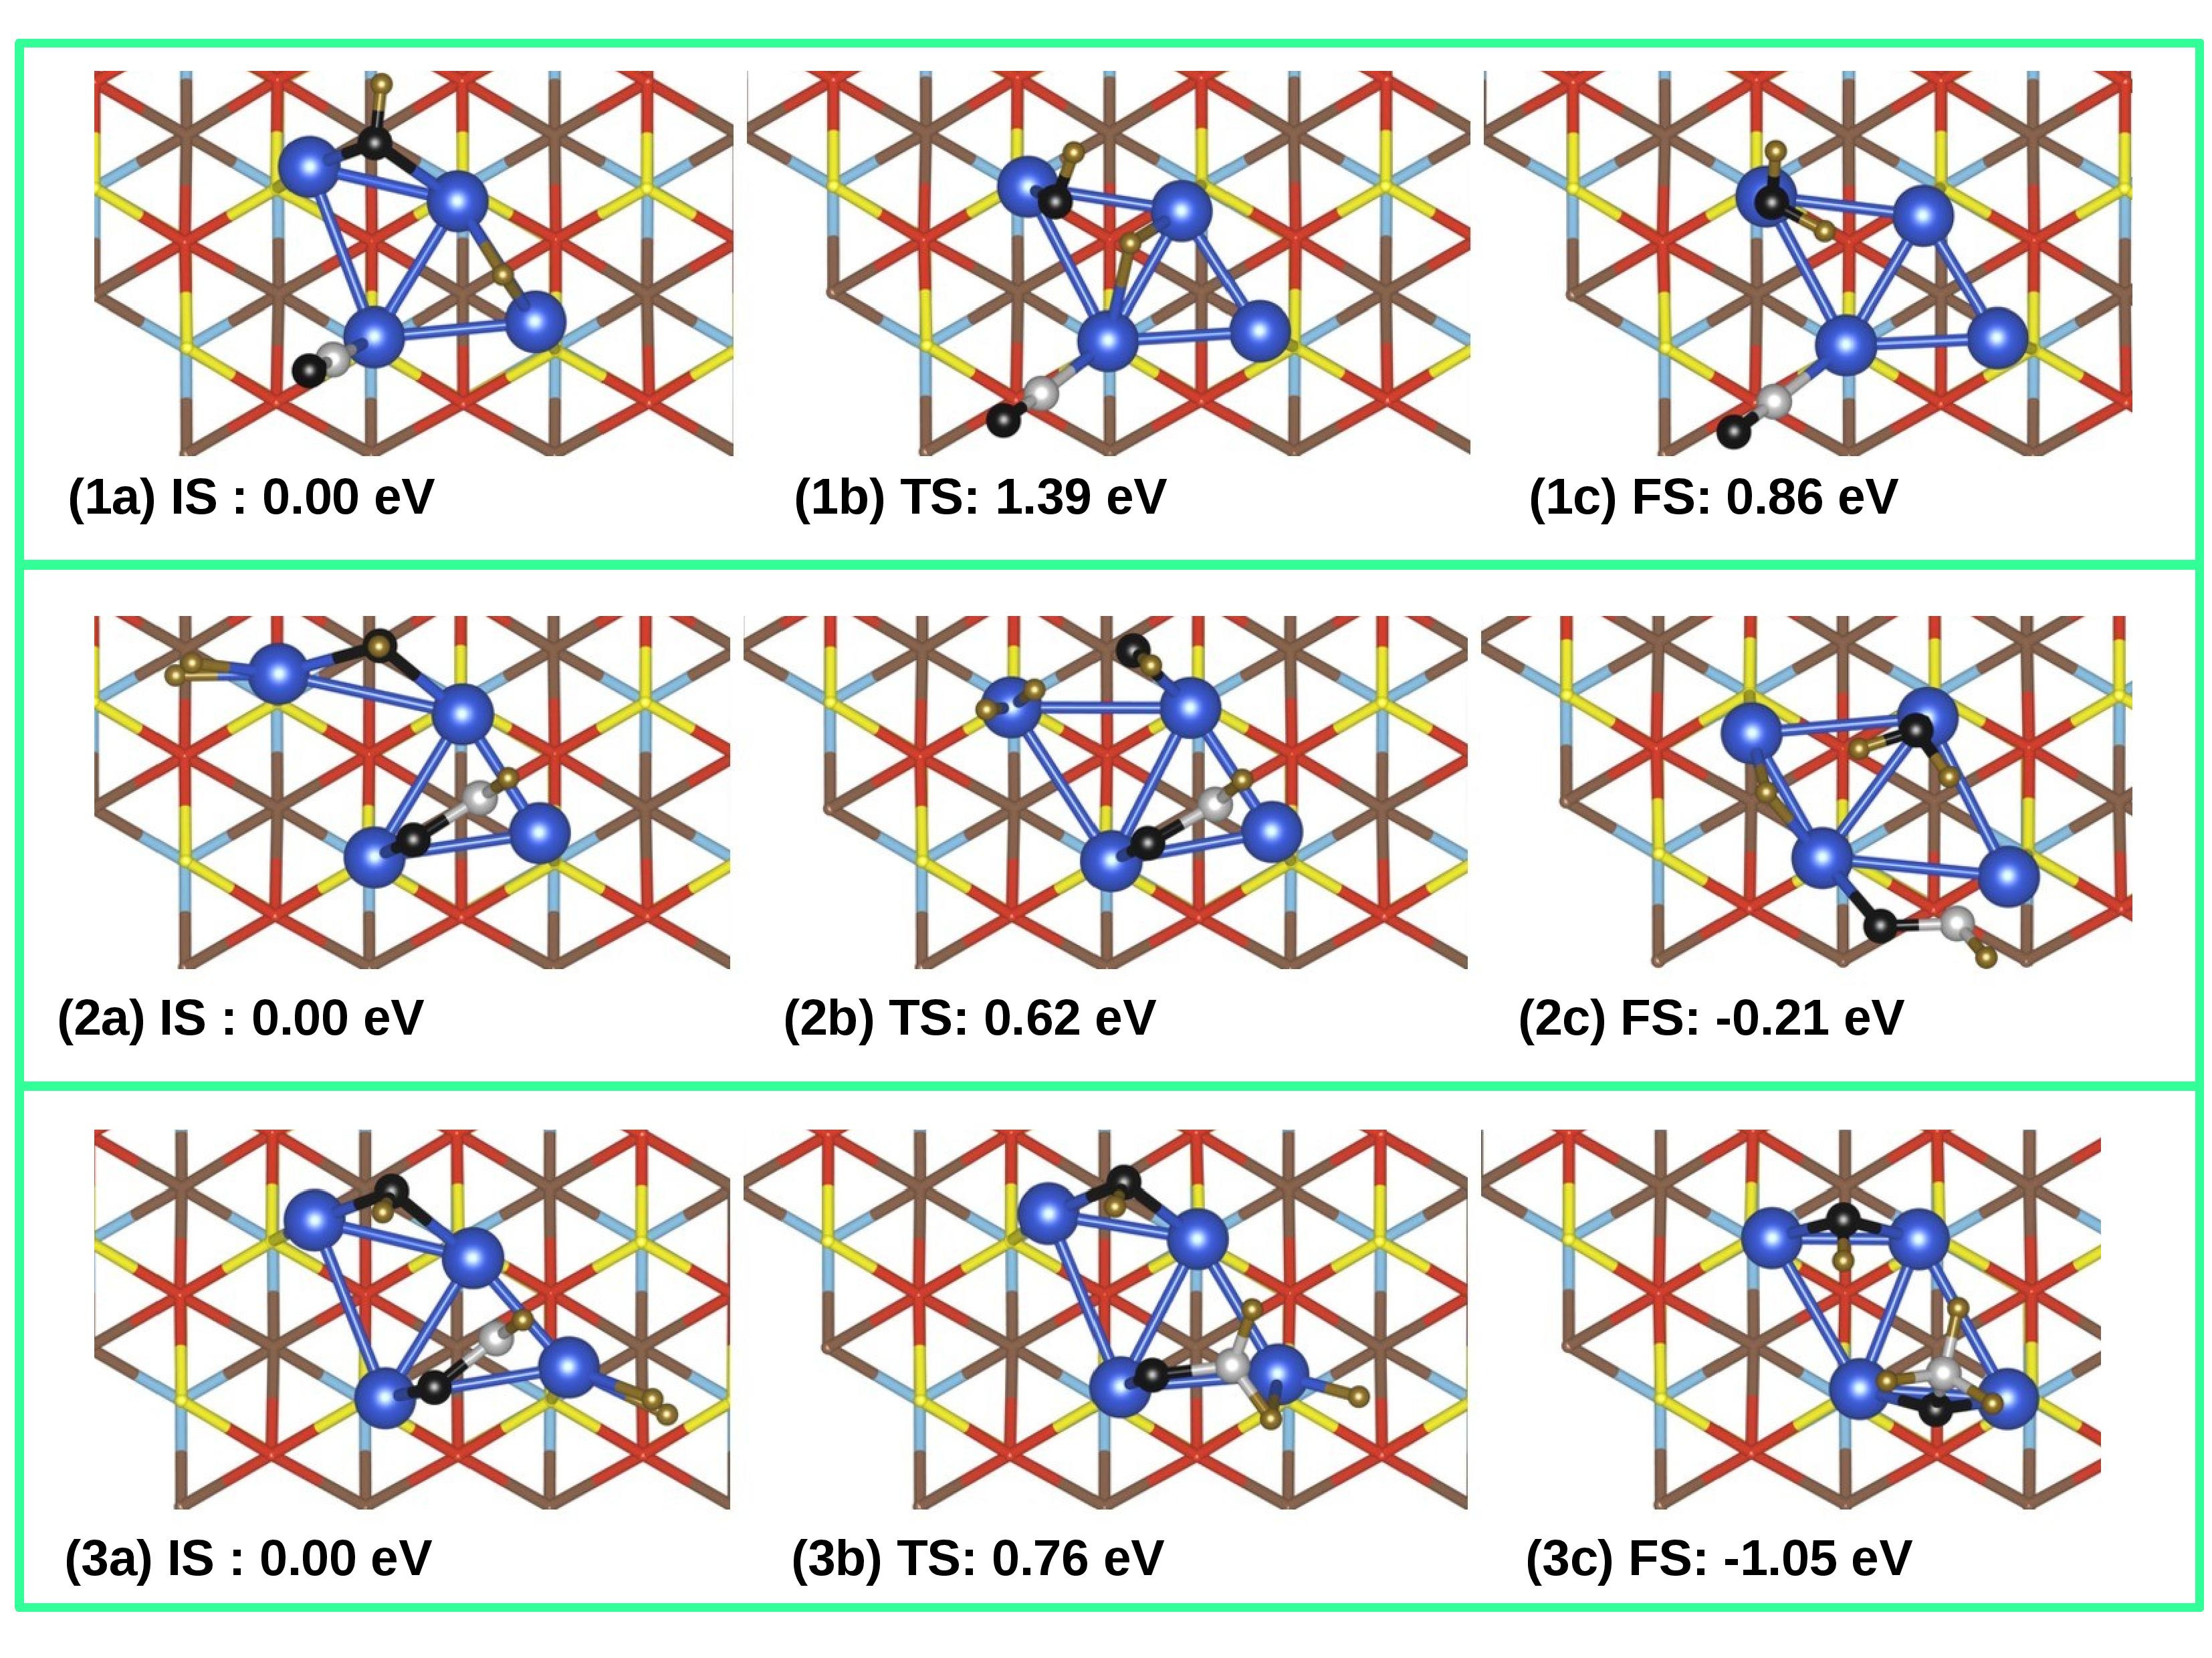 (1a) IS : 0.00 eV
(1b) TS: 1.39 eV
(1c) FS: 0.86 eV
(2a) IS : 0.00 eV
(2b) TS: 0.62 eV
(2c) FS: -0.21 eV
(3a) IS : 0.00 eV
(3b) TS: 0.76 eV
(3c) FS: -1.05 eV